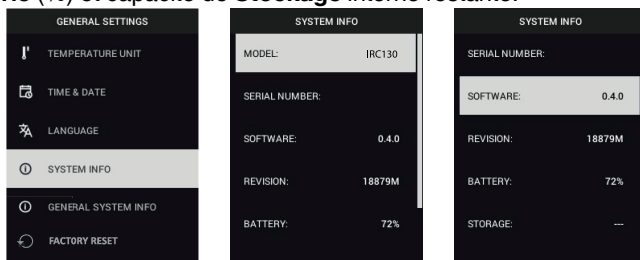 GENERAL SETTINGS
TEMPERATURE UNIT
TIME & DATE
LANGUAGE
SYSTEM INFO
GENERAL SYSTEM INFO
FACTORY RESET
SYSTEM INFO
MODEL: IRC130
SERIAL NUMBER:
SOFTWARE: 0.4.0
REVISION: 18879M
BATTERY: 72%
SYSTEM INFO
SERIAL NUMBER:
SOFTWARE: 0.4.0
REVISION: 18879M
BATTERY: 72%
STORAGE: ---